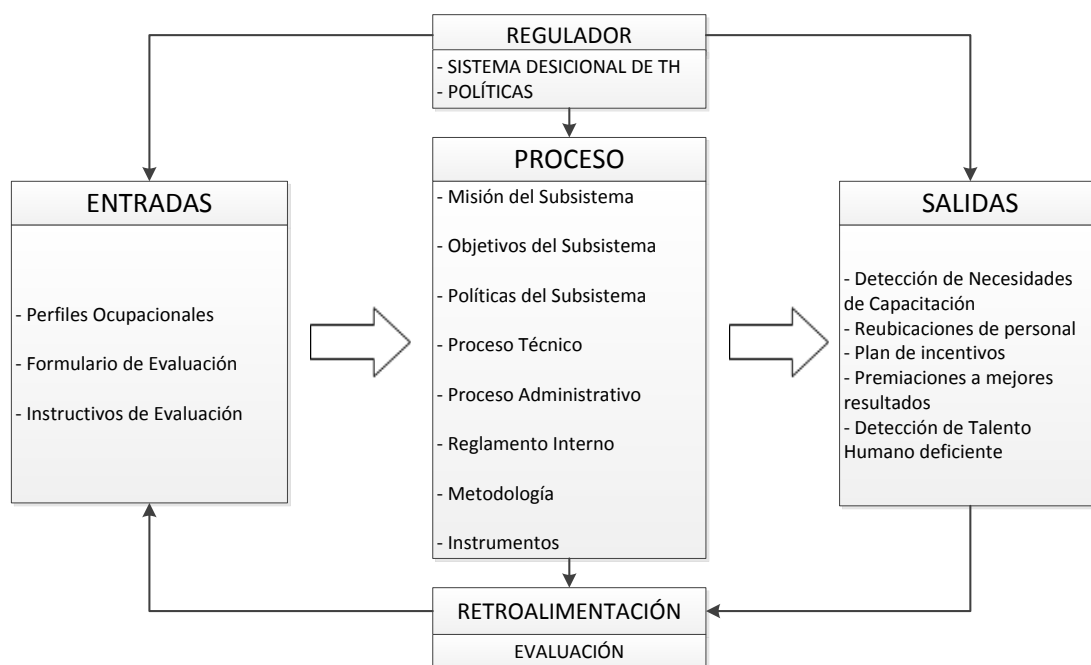 REGULADOR
- SISTEMA DESICIONAL DE TH
- POLÍTICAS
ENTRADAS
- Perfiles Ocupacionales
- Formulario de Evaluación
- Instructivos de Evaluación
PROCESO
- Misión del Subsistema
- Objetivos del Subsistema
- Políticas del Subsistema
- Proceso Técnico
- Proceso Administrativo
- Reglamento Interno
- Metodología
- Instrumentos
SALIDAS
- Detección de Necesidades
de Capacitación
- Reubicaciones de personal
- Plan de incentivos
- Premiaciones a mejores
resultados
- Detección de Talento
Humano deficiente
RETROALIMENTACIÓN
EVALUACIÓN